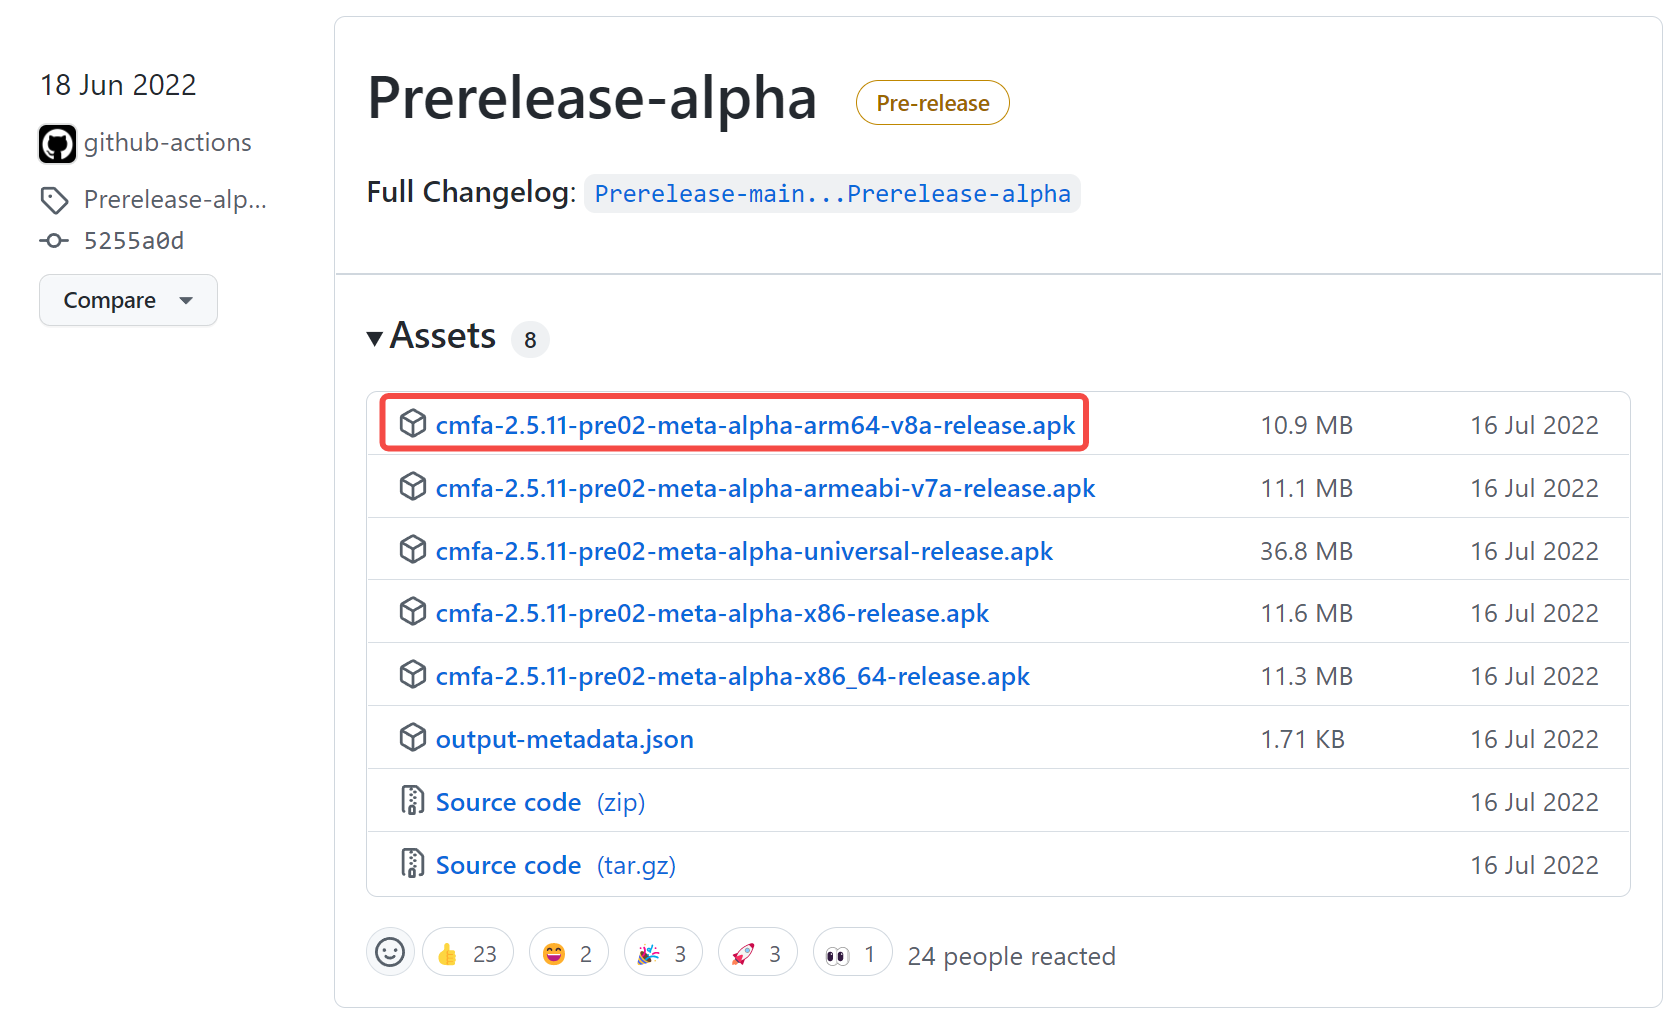 18 Jun 2022
github-actions
Prerelease-alp...
5255a0d
Compare
Prerelease-alpha
Pre-release
Full Changelog: Prerelease-main...Prerelease-alpha
Assets 8
cmfa-2.5.11-pre02-meta-alpha-arm64-v8a-release.apk 10.9 MB 16 Jul 2022
cmfa-2.5.11-pre02-meta-alpha-armeabi-v7a-release.apk 11.1 MB 16 Jul 2022
cmfa-2.5.11-pre02-meta-alpha-universal-release.apk 36.8 MB 16 Jul 2022
cmfa-2.5.11-pre02-meta-alpha-x86-release.apk 11.6 MB 16 Jul 2022
cmfa-2.5.11-pre02-meta-alpha-x86_64-release.apk 11.3 MB 16 Jul 2022
output-metadata.json 1.71 KB 16 Jul 2022
Source code (zip) 16 Jul 2022
Source code (tar.gz) 16 Jul 2022
23 2 3 3 1 24 people reacted